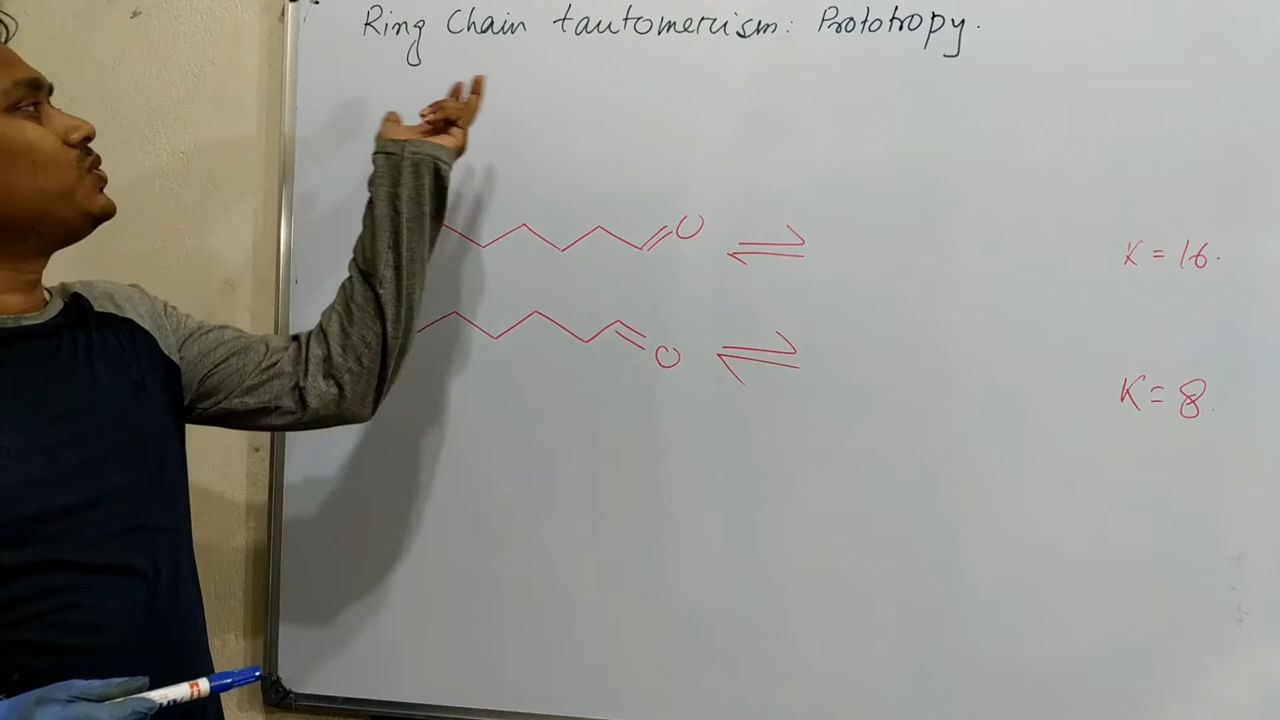 Ring Chain tautomerism: Prototropy.
O
K = 16.
O
K = 8.